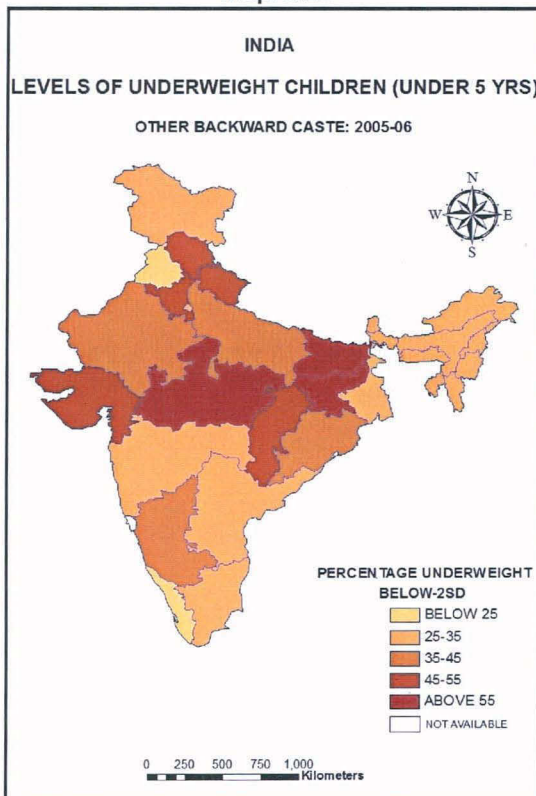 INDIA
LEVELS OF UNDERWEIGHT CHILDREN (UNDER 5 YRS)
OTHER BACKWARD CASTE: 2005-06
N
W E
S
PERCENTAGE UNDERWEIGHT
BELOW-2SD
BELOW 25
25-35
35-45
45-55
ABOVE 55
NOT AVAILABLE
0 250 500 750 1,000
Kilometers